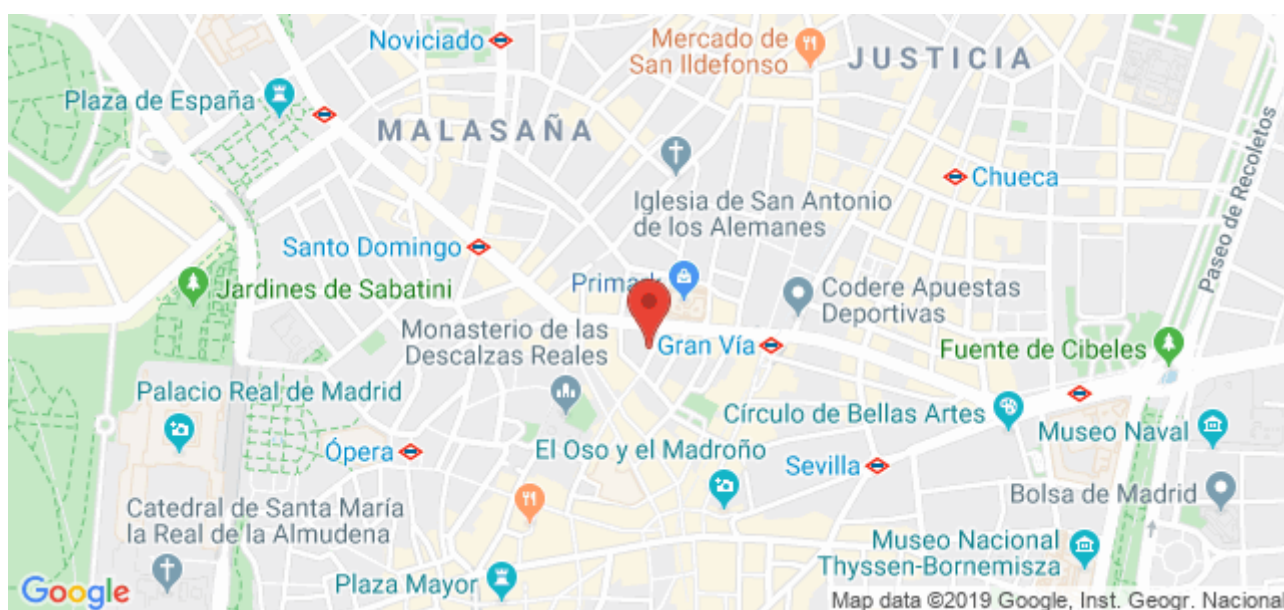 Noviciado
Mercado de
San Ildefonso
JUSTICIA
Plaza de España
MALASAÑA
Chueca
Paseo de Recoletos
Iglesia de San Antonio
de los Alemanes
Santo Domingo
Jardines de Sabatini
Primark
Codere Apuestas
Deportivas
Monasterio de las
Descalzas Reales
Gran Vía
Fuente de Cibeles
Palacio Real de Madrid
Círculo de Bellas Artes
Museo Naval
Ópera
El Oso y el Madroño
Sevilla
Bolsa de Madrid
Catedral de Santa María
la Real de la Almudena
Museo Nacional
Thyssen-Bornemisza
Plaza Mayor
Google
Map data ©2019 Google, Inst. Geogr. Naciona